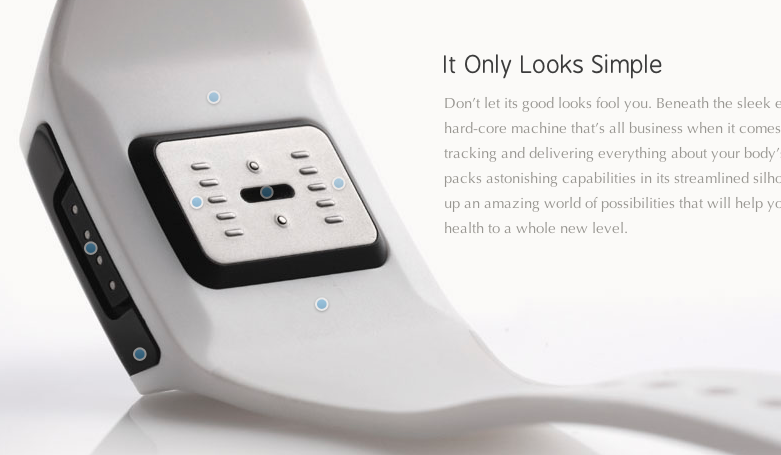 It Only Looks Simple
Don't let its good looks fool you. Beneath the sleek
hard-core machine that's all business when it comes
tracking and delivering everything about your body's
packs astonishing capabilities in its streamlined
up an amazing world of possibilities that will help
health to a whole new level.